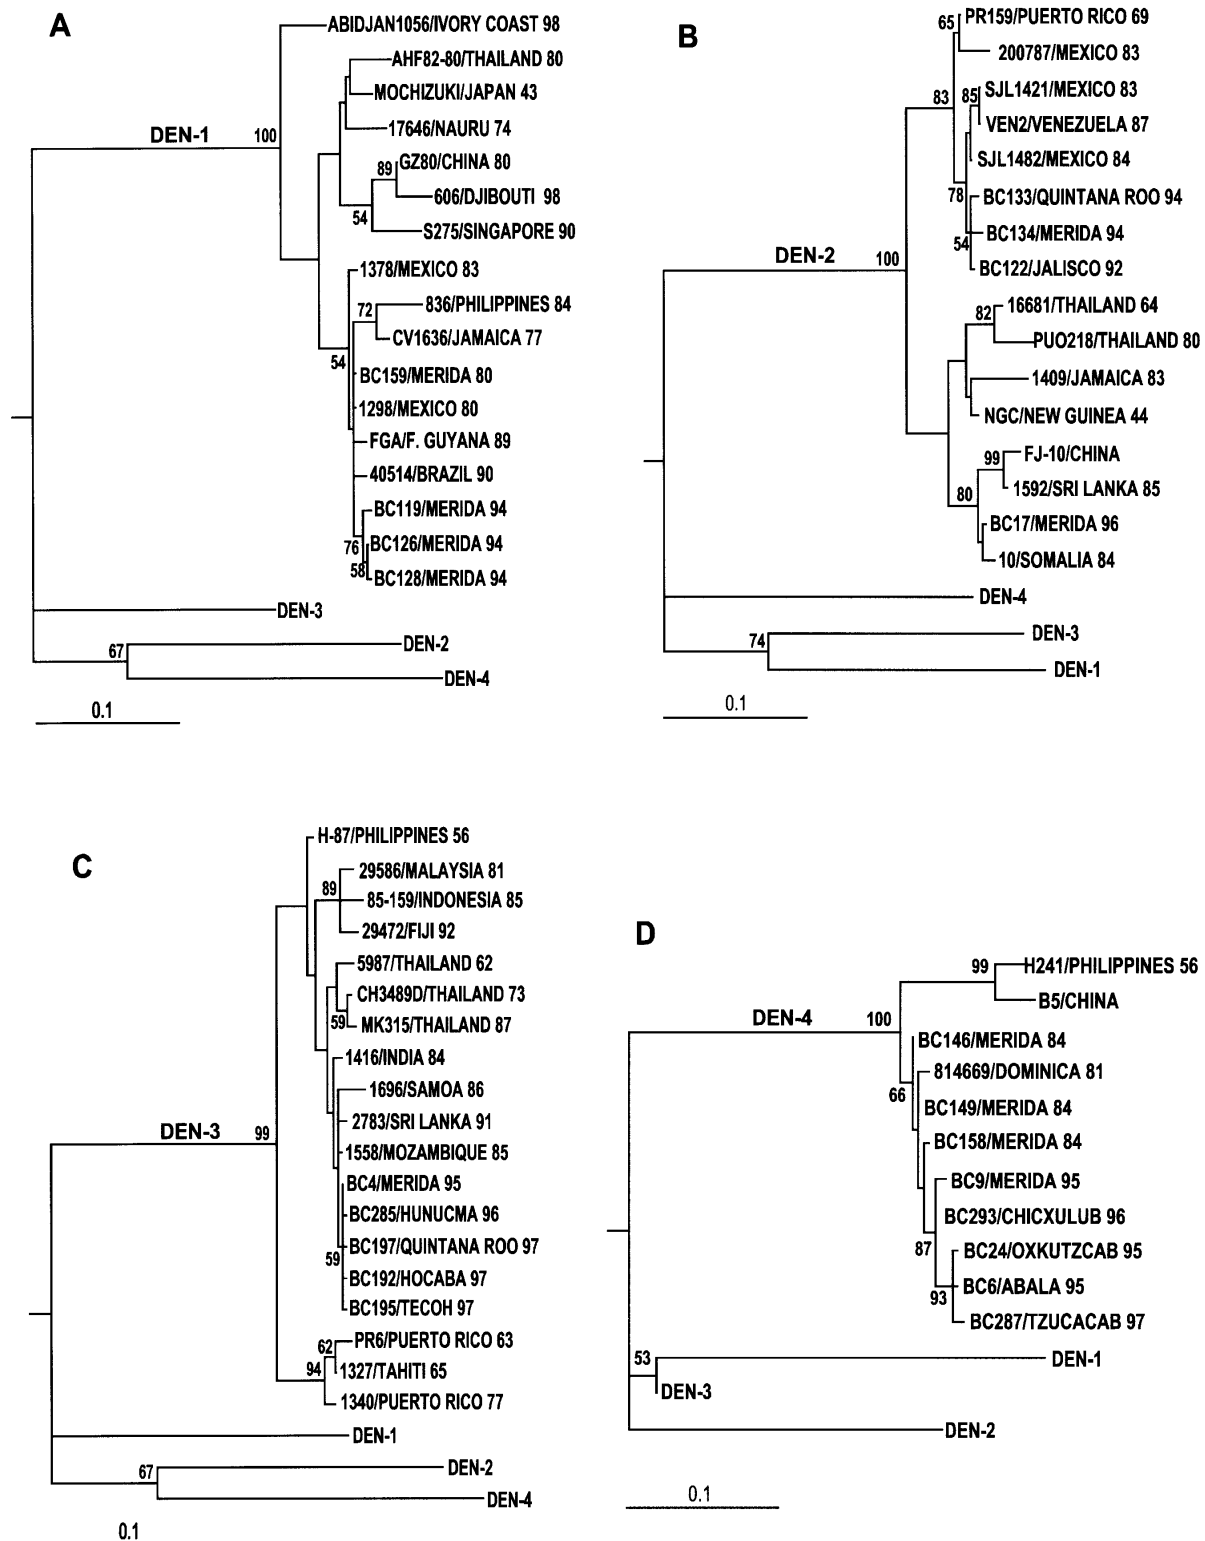 A
ABIDJAN1056/IVORY COAST 98
AHF82-80/THAILAND 80
MOCHIZUKI/JAPAN 43
DEN-1
100
17646/NAURU 74
GZ80/CHINA 80
89
606/DJIBOUTI 98
54
S275/SINGAPORE 90
1378/MEXICO 83
836/PHILIPPINES 84
72
CV1636/JAMAICA 77
54
BC159/MERIDA 80
1298/MEXICO 80
FGA/F. GUYANA 89
40514/BRAZIL 90
BC119/MERIDA 94
76
BC126/MERIDA 94
58
BC128/MERIDA 94
DEN-3
67
DEN-2
DEN-4
0.1
B
65
PR159/PUERTO RICO 69
200787/MEXICO 83
83
85
SJL1421/MEXICO 83
VEN2/VENEZUELA 87
SJL1482/MEXICO 84
78
BC133/QUINTANA ROO 94
BC134/MERIDA 94
54
DEN-2
100
BC122/JALISCO 92
16681/THAILAND 64
82
PUO218/THAILAND 80
1409/JAMAICA 83
NGC/NEW GUINEA 44
99
FJ-10/CHINA
80
1592/SRI LANKA 85
BC17/MERIDA 96
10/SOMALIA 84
DEN-4
DEN-3
74
DEN-1
0.1
C
H-87/PHILIPPINES 56
29586/MALAYSIA 81
89
85-159/INDONESIA 85
29472/FIJI 92
5987/THAILAND 62
CH3489D/THAILAND 73
59
MK315/THAILAND 87
1416/INDIA 84
1696/SAMOA 86
2783/SRI LANKA 91
DEN-3
99
1558/MOZAMBIQUE 85
BC4/MERIDA 95
BC285/HUNUCMA 96
BC197/QUINTANA ROO 97
59
BC192/HOCABA 97
BC195/TECOH 97
PR6/PUERTO RICO 63
62
94
1327/TAHITI 65
1340/PUERTO RICO 77
DEN-1
67
DEN-2
DEN-4
0.1
D
99
H241/PHILIPPINES 56
B5/CHINA
DEN-4
100
BC146/MERIDA 84
814669/DOMINICA 81
66
BC149/MERIDA 84
BC158/MERIDA 84
BC9/MERIDA 95
BC293/CHICXULUB 96
87
BC24/OXKUTZCAB 95
BC6/ABALA 95
93
BC287/TZUCACAB 97
53
DEN-1
DEN-3
DEN-2
0.1